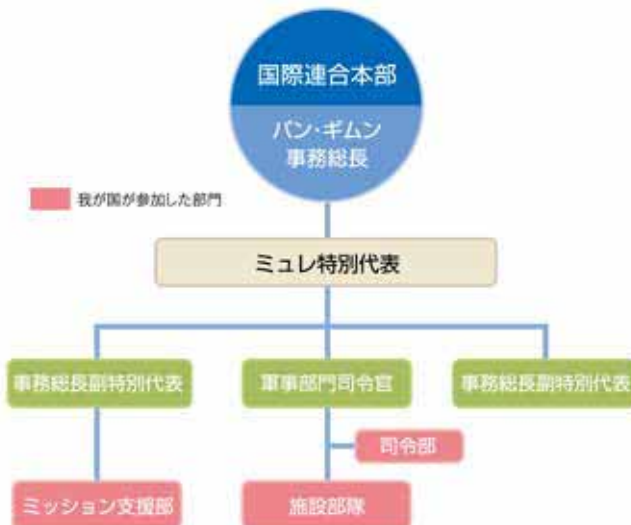 国際連合本部
パン・ギムン
事務総長
我が国が参加した部門
ミュレ特別代表
事務総長副特別代表
軍事部門司令官
事務総長副特別代表
司令部
ミッション支援部
施設部隊